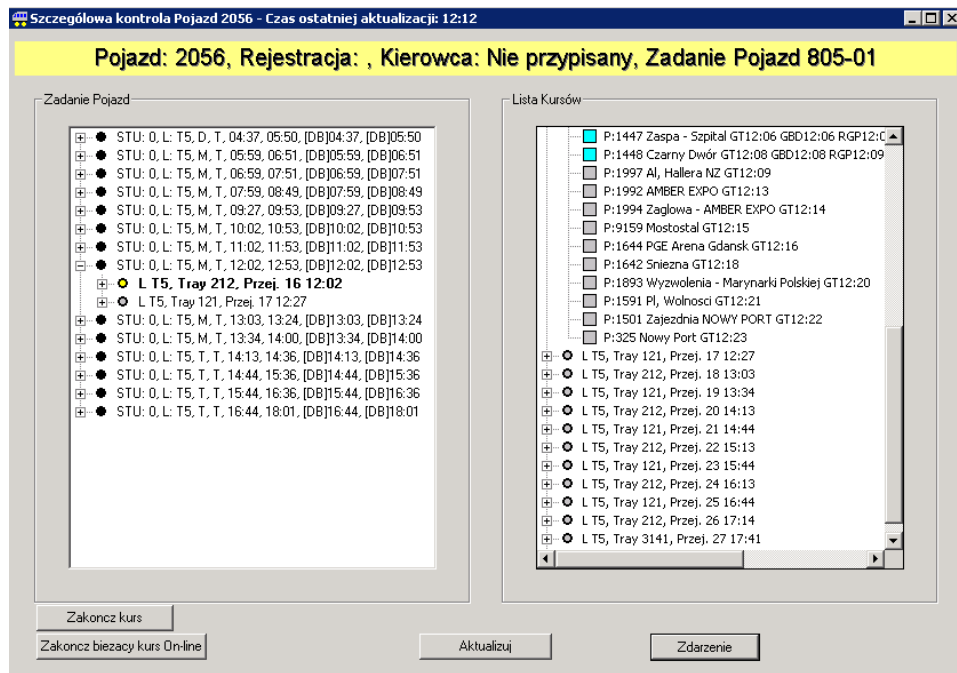 Szczególowa kontrola Pojazd 2056 - Czas ostatniej aktualizacji: 12:12
Pojazd: 2056, Rejestracja: , Kierowca: Nie przypisany, Zadanie Pojazd 805-01
Zadanie Pojazd
STU: 0, L: T5, D, T, 04:37, 05:50, [DB]04:37, [DB]05:50
STU: 0, L: T5, M, T, 05:59, 06:51, [DB]05:59, [DB]06:51
STU: 0, L: T5, M, T, 06:59, 07:51, [DB]06:59, [DB]07:51
STU: 0, L: T5, M, T, 07:59, 08:49, [DB]07:59, [DB]08:49
STU: 0, L: T5, M, T, 09:27, 09:53, [DB]09:27, [DB]09:53
STU: 0, L: T5, M, T, 10:02, 10:53, [DB]10:02, [DB]10:53
STU: 0, L: T5, M, T, 11:02, 11:53, [DB]11:02, [DB]11:53
STU: 0, L: T5, M, T, 12:02, 12:53, [DB]12:02, [DB]12:53
L T5, Tray 212, Przej. 16 12:02
L T5, Tray 121, Przej. 17 12:27
STU: 0, L: T5, M, T, 13:03, 13:24, [DB]13:03, [DB]13:24
STU: 0, L: T5, M, T, 13:34, 14:00, [DB]13:34, [DB]14:00
STU: 0, L: T5, T, T, 14:13, 14:36, [DB]14:13, [DB]14:36
STU: 0, L: T5, T, T, 14:44, 15:36, [DB]14:44, [DB]15:36
STU: 0, L: T5, T, T, 15:44, 16:36, [DB]15:44, [DB]16:36
STU: 0, L: T5, T, T, 16:44, 18:01, [DB]16:44, [DB]18:01
Lista Kursów
P:1447 Zaspa - Szpital GT12:06 GBD12:06
P:1448 Czarny Dwór GT12:08 GBD12:08 RGP12:09
P:1997 Al, Hallera NZ GT12:09
P:1992 AMBER EXPO GT12:13
P:1994 Zaglowa - AMBER EXPO GT12:14
P:9159 Mostostal GT12:15
P:1644 PGE Arena Gdansk GT12:16
P:1642 Sniezna GT12:18
P:1893 Wyzwolenia - Marynarki Polskiej GT12:20
P:1591 Pl, Wolnosci GT12:21
P:1501 Zajezdnia NOWY PORT GT12:22
P:325 Nowy Port GT12:23
L T5, Tray 121, Przej. 17 12:27
L T5, Tray 212, Przej. 18 13:03
L T5, Tray 121, Przej. 19 13:34
L T5, Tray 212, Przej. 20 14:13
L T5, Tray 121, Przej. 21 14:44
L T5, Tray 212, Przej. 22 15:13
L T5, Tray 121, Przej. 23 15:44
L T5, Tray 212, Przej. 24 16:13
L T5, Tray 121, Przej. 25 16:44
L T5, Tray 212, Przej. 26 17:14
L T5, Tray 3141, Przej. 27 17:41
Zakoncz kurs
Zakoncz biezacy kurs On-line
Aktualizuj
Zdarzenie